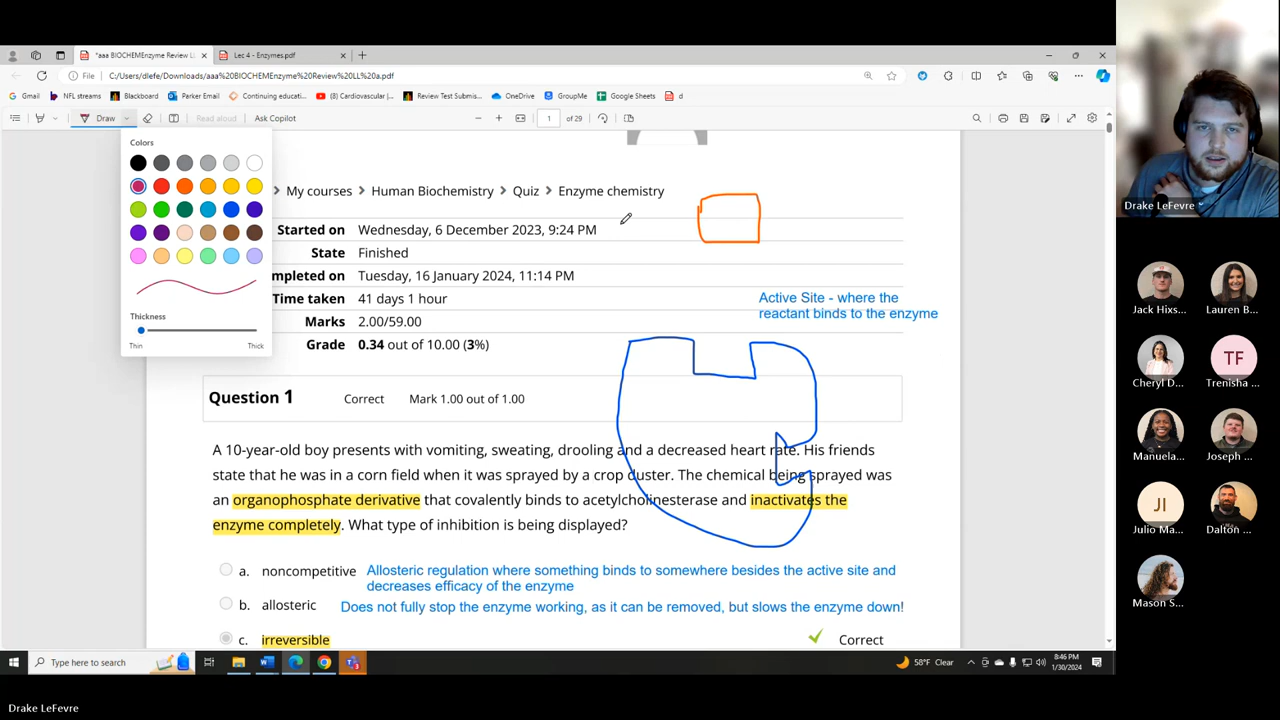 *aaa BIOCHEMEnzyme Review L
Lec 4 - Enzymes.pdf
File
C:/Users/dlefe/Downloads/aaa%20BIOCHEMEnzyme%20Review%20LL%20a.pdf
Gmail
NFL streams
Blackboard
Parker Email
Continuing educati...
(8) Cardiovascular |...
Review Test Submis...
OneDrive
GroupMe
Google Sheets
d
Draw
Read aloud
Ask Copilot
1 of 29
Colors
Thickness
Thin
Thick
My courses
Human Biochemistry
Quiz
Enzyme chemistry
Started on Wednesday, 6 December 2023, 9:24 PM
State Finished
mpleted on Tuesday, 16 January 2024, 11:14 PM
Time taken 41 days 1 hour
Marks 2.00/59.00
Grade 0.34 out of 10.00 (3%)
Active Site - where the
reactant binds to the enzyme
Question 1 Correct Mark 1.00 out of 1.00
A 10-year-old boy presents with vomiting, sweating, drooling and a decreased heart rate. His friends
state that he was in a corn field when it was sprayed by a crop duster. The chemical being sprayed was
an organophosphate derivative that covalently binds to acetylcholinesterase and inactivates the
enzyme completely. What type of inhibition is being displayed?
a. noncompetitive Allosteric regulation where something binds to somewhere besides the active site and
decreases efficacy of the enzyme
b. allosteric Does not fully stop the enzyme working, as it can be removed, but slows the enzyme down!
c. irreversible
Correct
Type here to search
58°F Clear
8:46 PM
1/30/2024
Drake LeFevre
Jack Hixs...
Lauren B...
Cheryl D...
TF
Trenisha ...
Manuela...
Joseph ...
JI
Julio Ma...
Dalton ...
Mason S...
Drake LeFevre